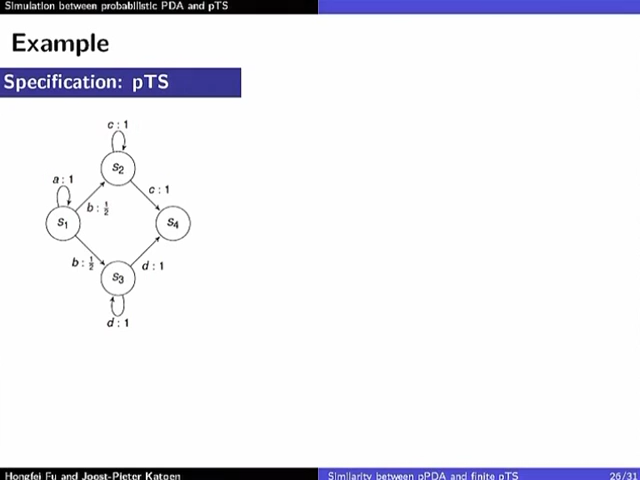 Simulation between probabilistic PDA and pTS
Example
Specification: pTS
c : 1
s2
a : 1
c : 1
b : 1/2
s1
s4
b : 1/2
d : 1
s3
d : 1
Hongfei Fu and Joost-Pieter Katoen
Similarity between pPDA and finite pTS
26/31